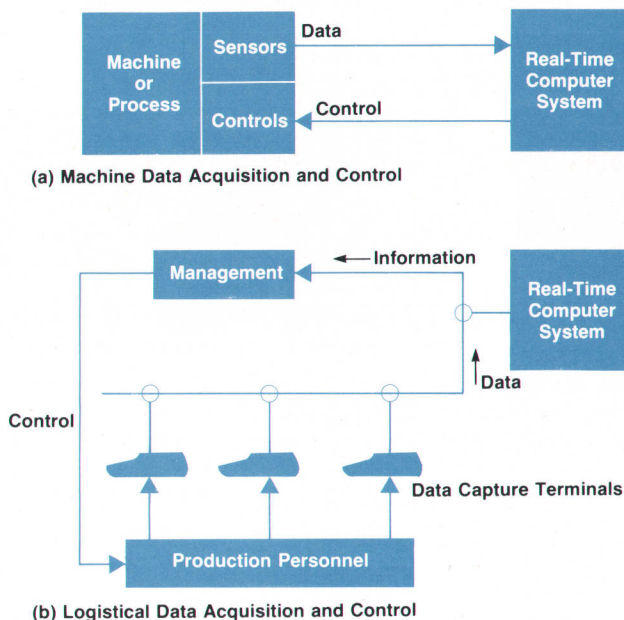 Machine
or
Process
Sensors
Controls
Data
Control
Real-Time
Computer
System
(a) Machine Data Acquisition and Control
Management
Information
Real-Time
Computer
System
Data
Control
Data Capture Terminals
Production Personnel
(b) Logistical Data Acquisition and Control